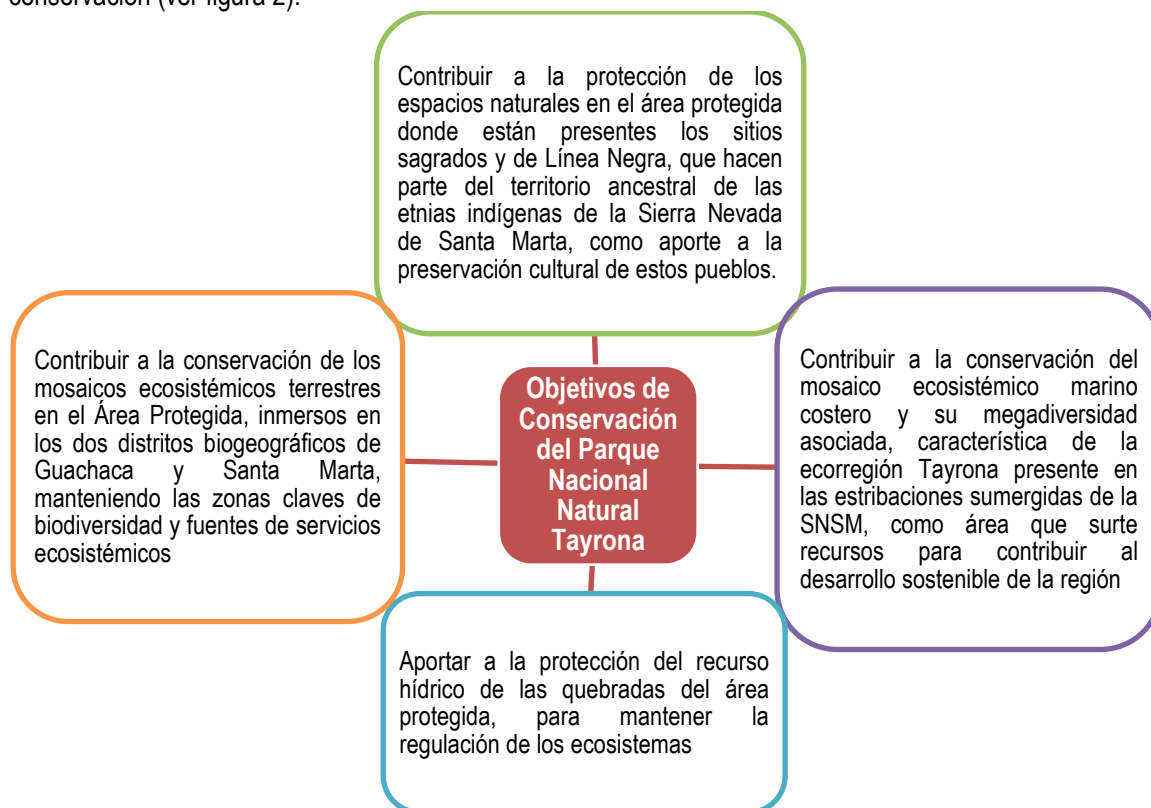 conservación (ver figura 2).
Contribuir a la protección de los
espacios naturales en el área protegida
donde están presentes los sitios
sagrados y de Línea Negra, que hacen
parte del territorio ancestral de las
etnias indígenas de la Sierra Nevada
de Santa Marta, como aporte a la
preservación cultural de estos pueblos.
Contribuir a la conservación de los
mosaicos ecosistémicos terrestres
en el Área Protegida, inmersos en
los dos distritos biogeográficos de
Guachaca y Santa Marta,
manteniendo las zonas claves de
biodiversidad y fuentes de servicios
ecosistémicos
Objetivos de
Conservación
del Parque
Nacional
Natural
Tayrona
Contribuir a la conservación del
mosaico ecosistémico marino
costero y su megadiversidad
asociada, característica de la
ecorregión Tayrona presente en
las estribaciones sumergidas de la
SNSM, como área que surte
recursos para contribuir al
desarrollo sostenible de la región
Aportar a la protección del recurso
hídrico de las quebradas del área
protegida, para mantener la
regulación de los ecosistemas